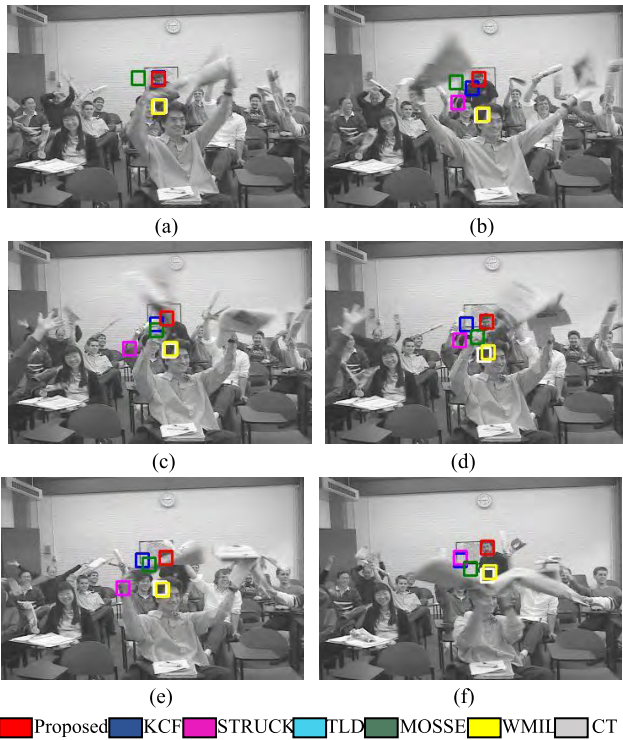 (a)
(b)
(c)
(d)
(e)
(f)
Proposed KCF STRUCK TLD MOSSE WMIL CT